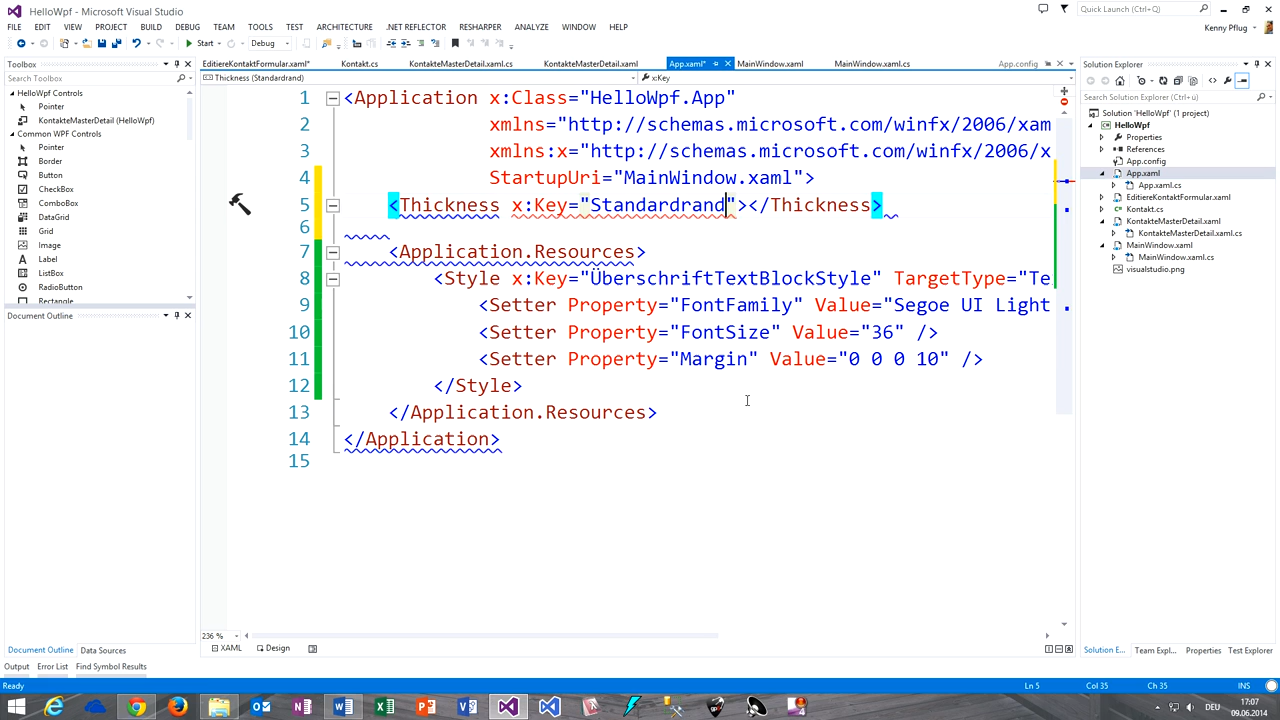 HelloWpf - Microsoft Visual Studio
Quick Launch (Ctrl+Q)
FILE EDIT VIEW PROJECT BUILD DEBUG TEAM TOOLS TEST ARCHITECTURE .NET REFLECTOR RESHARPER ANALYZE WINDOW HELP
Kenny Pflug
Start Debug
Toolbox
EditiereKontaktFormular.xaml* Kontakt.cs KontakteMasterDetail.xaml.cs KontakteMasterDetail.xaml App.xaml* MainWindow.xaml MainWindow.xaml.cs App.config
Solution Explorer
Search Toolbox
Thickness (Standardrand)
x:Key
HelloWpf Controls
Pointer
KontakteMasterDetail (HelloWpf)
Common WPF Controls
Pointer
Border
Button
CheckBox
ComboBox
DataGrid
Grid
Image
Label
ListBox
RadioButton
Rectangle
Document Outline
1 <Application x:Class="HelloWpf.App"
2 xmlns="http://schemas.microsoft.com/winfx/2006/xam
3 xmlns:x="http://schemas.microsoft.com/winfx/2006/x
4 StartupUri="MainWindow.xaml">
5 <Thickness x:Key="Standardrand"></Thickness>
6
7 <Application.Resources>
8 <Style x:Key="ÜberschriftTextBlockStyle" TargetType="Te
9 <Setter Property="FontFamily" Value="Segoe UI Light
10 <Setter Property="FontSize" Value="36" />
11 <Setter Property="Margin" Value="0 0 0 10" />
12 </Style>
13 </Application.Resources>
14 </Application>
15
Search Solution Explorer (Ctrl+ü)
Solution 'HelloWpf' (1 project)
HelloWpf
Properties
References
App.config
App.xaml
App.xaml.cs
EditiereKontaktFormular.xaml
Kontakt.cs
KontakteMasterDetail.xaml
KontakteMasterDetail.xaml.cs
MainWindow.xaml
MainWindow.xaml.cs
visualstudio.png
236 %
XAML Design
Document Outline Data Sources
Solution E... Team Expl... Properties Test Explorer
Output Error List Find Symbol Results
Ready
Ln 5 Col 35 Ch 35 INS
DEU
17:07
09.06.2014